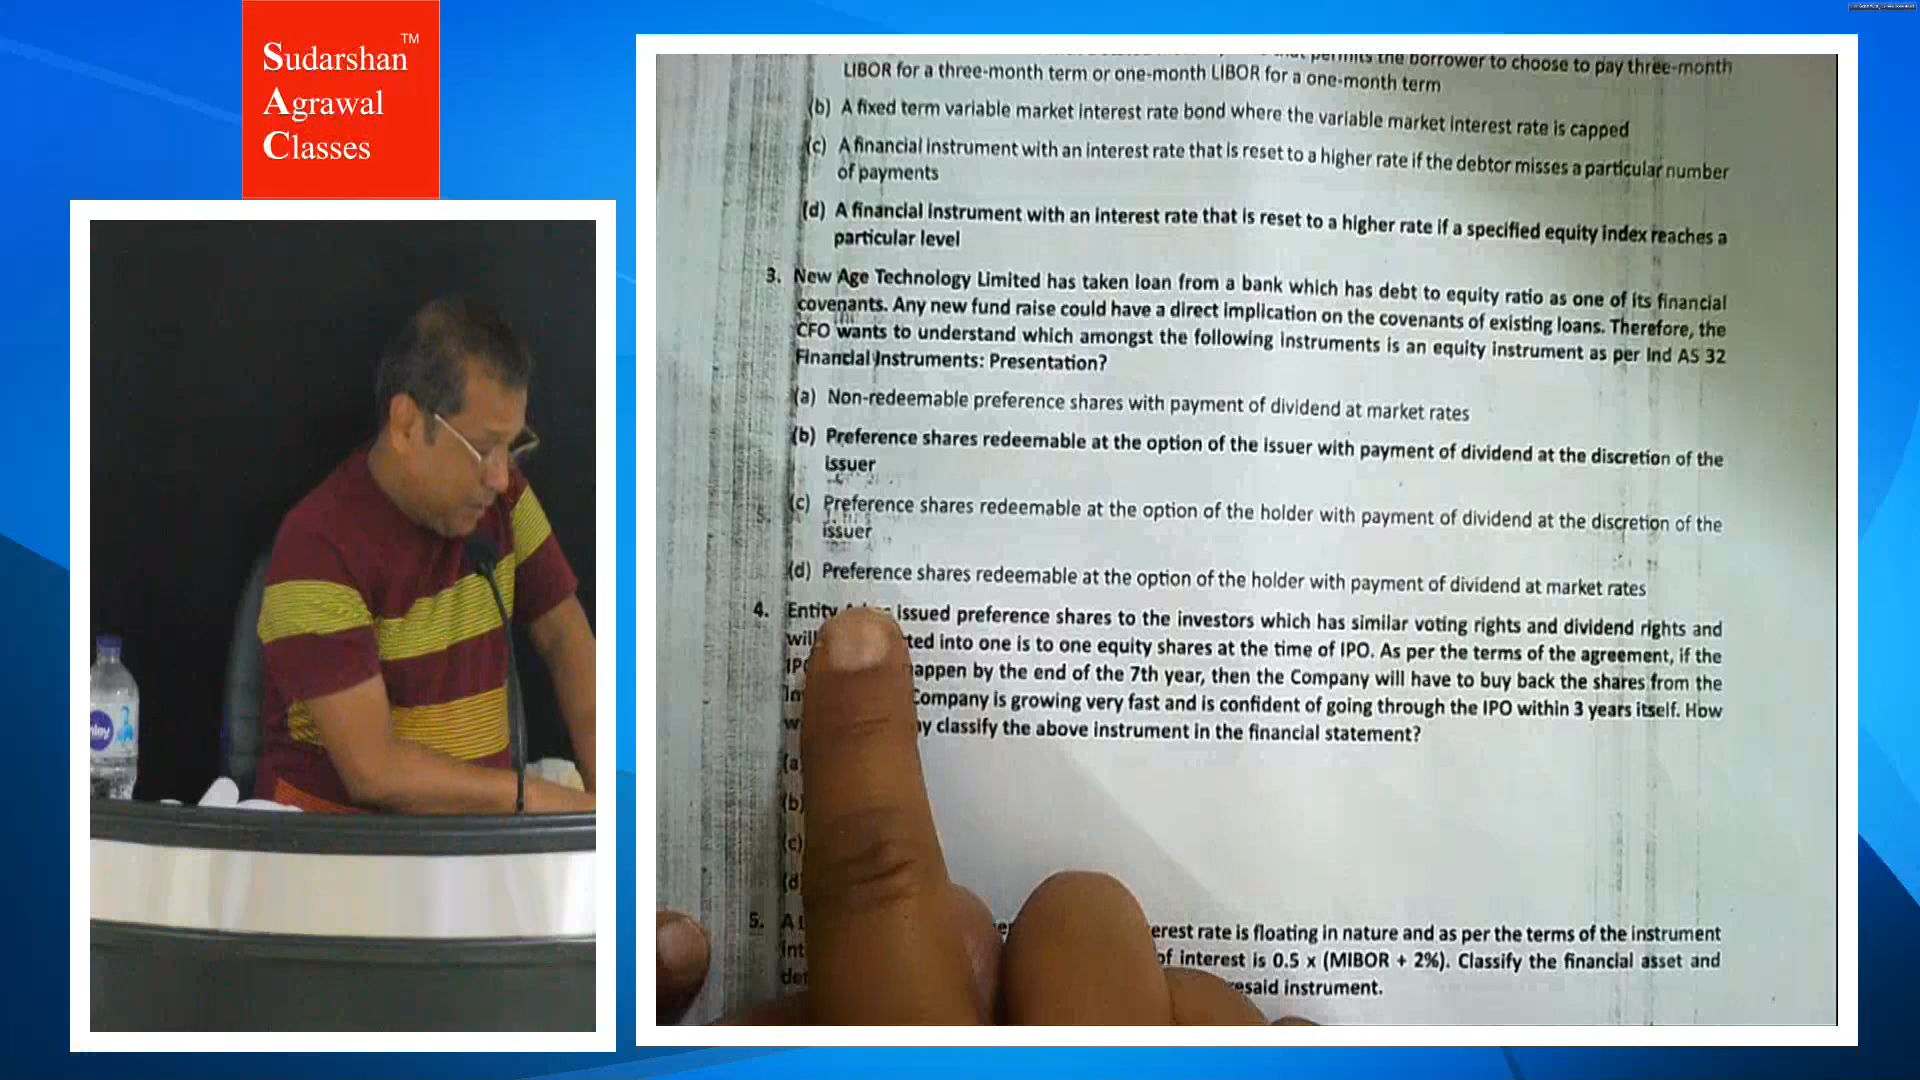 Sudarshan TM
Agrawal
Classes
permits the borrower to choose to pay three-month
LIBOR for a three-month term or one-month LIBOR for a one-month term
(b) A fixed term variable market interest rate bond where the variable market interest rate is capped
(c) A financial instrument with an interest rate that is reset to a higher rate if the debtor misses a particular number
of payments
(d) A financial instrument with an interest rate that is reset to a higher rate if a specified equity index reaches a
particular level
3. New Age Technology Limited has taken loan from a bank which has debt to equity ratio as one of its financial
covenants. Any new fund raise could have a direct implication on the covenants of existing loans. Therefore, the
CFO wants to understand which amongst the following instruments is an equity instrument as per Ind AS 32
Financial Instruments: Presentation?
(a) Non-redeemable preference shares with payment of dividend at market rates
(b) Preference shares redeemable at the option of the issuer with payment of dividend at the discretion of the
issuer
(c) Preference shares redeemable at the option of the holder with payment of dividend at the discretion of the
issuer
(d) Preference shares redeemable at the option of the holder with payment of dividend at market rates
4. Entity issued preference shares to the investors which has similar voting rights and dividend rights and
will into one is to one equity shares at the time of IPO. As per the terms of the agreement, if the
by the end of the 7th year, then the Company will have to buy back the shares from the
Company is growing very fast and is confident of going through the IPO within 3 years itself. How
classify the above instrument in the financial statement?
(a)
(b)
(c)
(d)
5. A rate is floating in nature and as per the terms of the instrument
of interest is 0.5 x (MIBOR + 2%). Classify the financial asset and
instrument.